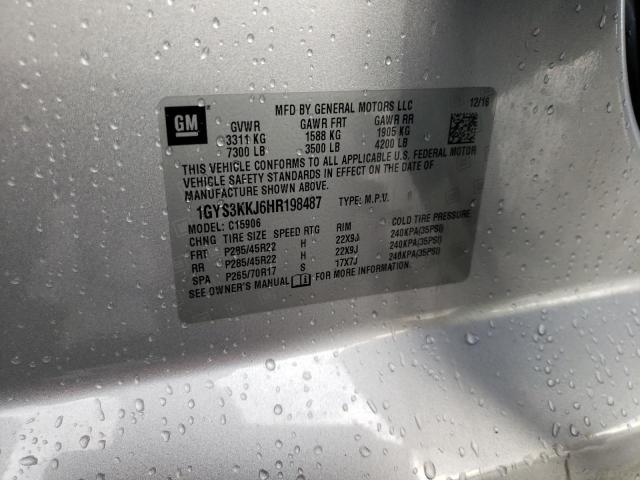 MFD BY GENERAL MOTORS LLC 12/16
GM
GVWR GAWR FRT GAWR RR
3311 KG 1588 KG 1905 KG
7300 LB 3500 LB 4200 LB
THIS VEHICLE CONFORMS TO ALL APPLICABLE U.S. FEDERAL MOTOR
VEHICLE SAFETY STANDARDS IN EFFECT ON THE DATE OF
MANUFACTURE SHOWN ABOVE.
1GYS3KKJ6HR198487 TYPE: M.P.V.
MODEL: C15906
CHNG TIRE SIZE SPEED RTG RIM COLD TIRE PRESSURE
FRT P285/45R22 H 22X9J 240KPA(35PSI)
RR P285/45R22 H 22X9J 240KPA(35PSI)
SPA P265/70R17 S 17X7J 240KPA(35PSI)
SEE OWNER'S MANUAL FOR MORE INFORMATION.